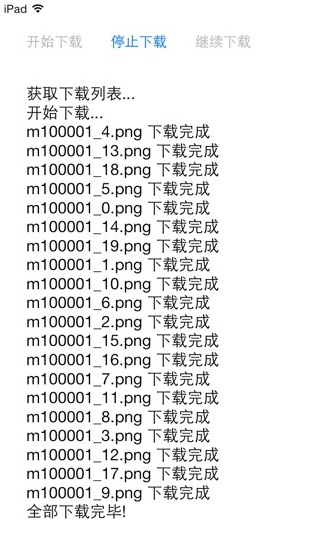 iPad
开始下载 停止下载 继续下载
获取下载列表...
开始下载...
m100001_4.png 下载完成
m100001_13.png 下载完成
m100001_18.png 下载完成
m100001_5.png 下载完成
m100001_0.png 下载完成
m100001_14.png 下载完成
m100001_19.png 下载完成
m100001_1.png 下载完成
m100001_10.png 下载完成
m100001_6.png 下载完成
m100001_2.png 下载完成
m100001_15.png 下载完成
m100001_16.png 下载完成
m100001_7.png 下载完成
m100001_11.png 下载完成
m100001_8.png 下载完成
m100001_3.png 下载完成
m100001_12.png 下载完成
m100001_17.png 下载完成
m100001_9.png 下载完成
全部下载完毕!